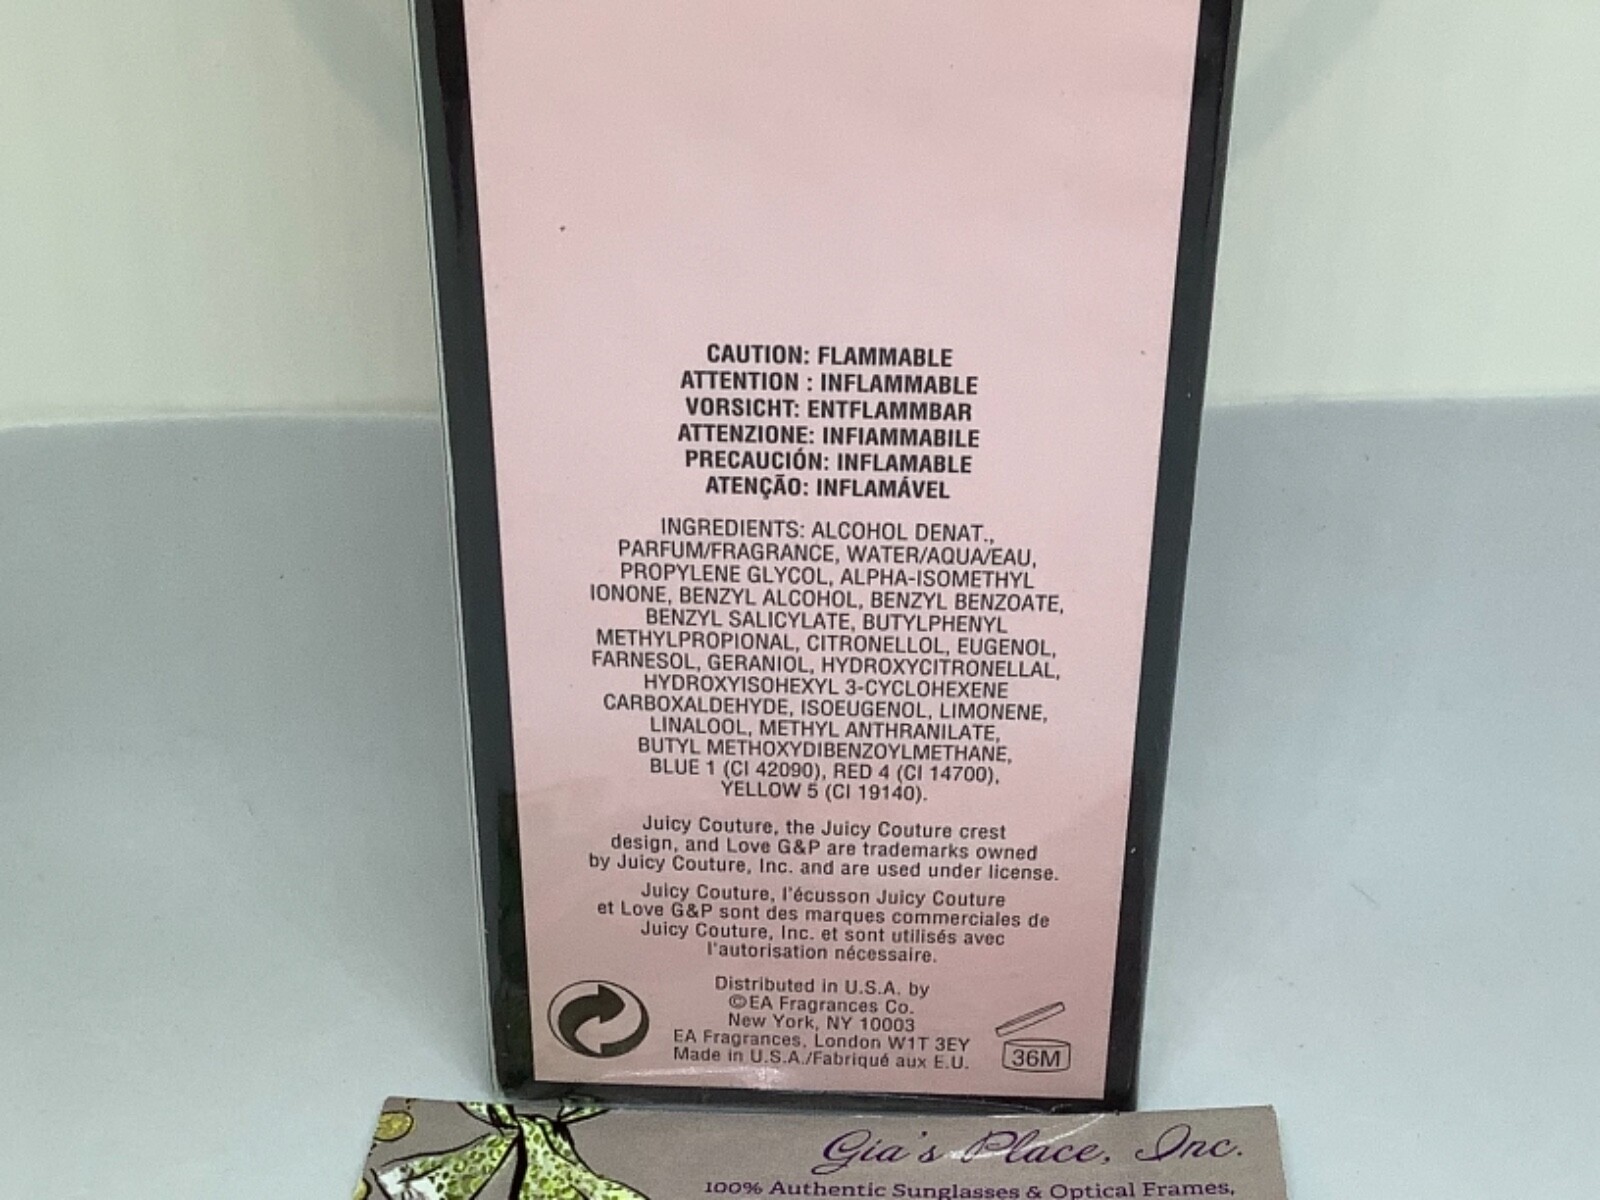 CAUTION: FLAMMABLE
ATTENTION : INFLAMMABLE
VORSICHT: ENTFLAMMBAR
ATTENZIONE: INFIAMMABILE
PRECAUCIÓN: INFLAMABLE
ATENÇÃO: INFLAMÁVEL
INGREDIENTS: ALCOHOL DENAT.,
PARFUM/FRAGRANCE, WATER/AQUA/EAU,
PROPYLENE GLYCOL, ALPHA-ISOMETHYL
IONONE, BENZYL ALCOHOL, BENZYL BENZOATE,
BENZYL SALICYLATE, BUTYLPHENYL
METHYLPROPIONAL, CITRONELLOL, EUGENOL,
FARNESOL, GERANIOL, HYDROXYCITRONELLAL,
HYDROXYISOHEXYL 3-CYCLOHEXENE
CARBOXALDEHYDE, ISOEUGENOL, LIMONENE,
LINALOOL, METHYL ANTHRANILATE,
BUTYL METHOXYDIBENZOYLMETHANE,
BLUE 1 (CI 42090), RED 4 (CI 14700),
YELLOW 5 (CI 19140).
Juicy Couture, the Juicy Couture crest
design, and Love G&P are trademarks owned
by Juicy Couture, Inc. and are used under license.
Juicy Couture, l'écusson Juicy Couture
et Love G&P sont des marques commerciales de
Juicy Couture, Inc. et sont utilisés avec
l'autorisation nécessaire.
Distributed in U.S.A. by
©EA Fragrances Co.
New York, NY 10003
EA Fragrances, London W1T 3EY
Made in U.S.A./Fabriqué aux E.U.
36M
Gia's Place, Inc.
100% Authentic Sunglasses & Optical Frames,